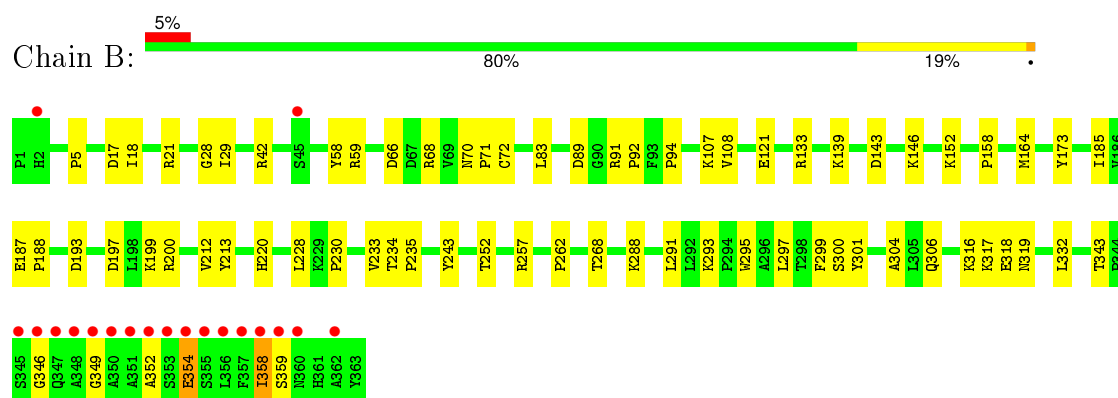 5%
Chain B:
80% 19% •
P1 H2 P5 D17 I18 R21 G28 I29 R42 S45 Y58 R59 D66 D67 R68 V69 N70 P71 G72 L83 D89 G90 R91 P92 F93 P94 K107 V108 E121 R133 K139 D143 K146 K152 P158 M164 Y173 I185 V186
E187 P188 D193 D197 L198 K199 R200 V212 Y213 H220 L228 K229 P230 V233 T234 P235 Y243 T252 R257 P262 T268 K288 L291 L292 K293 P294 W295 A296 L297 T298 F299 S300 Y301 A304 L305 Q306 K316 K317 E318 N319 L332 T343 P344
S345 G346 Q347 A348 G349 A350 A351 A352 S353 E354 S355 L356 F357 I358 S359 N360 H361 A362 Y363